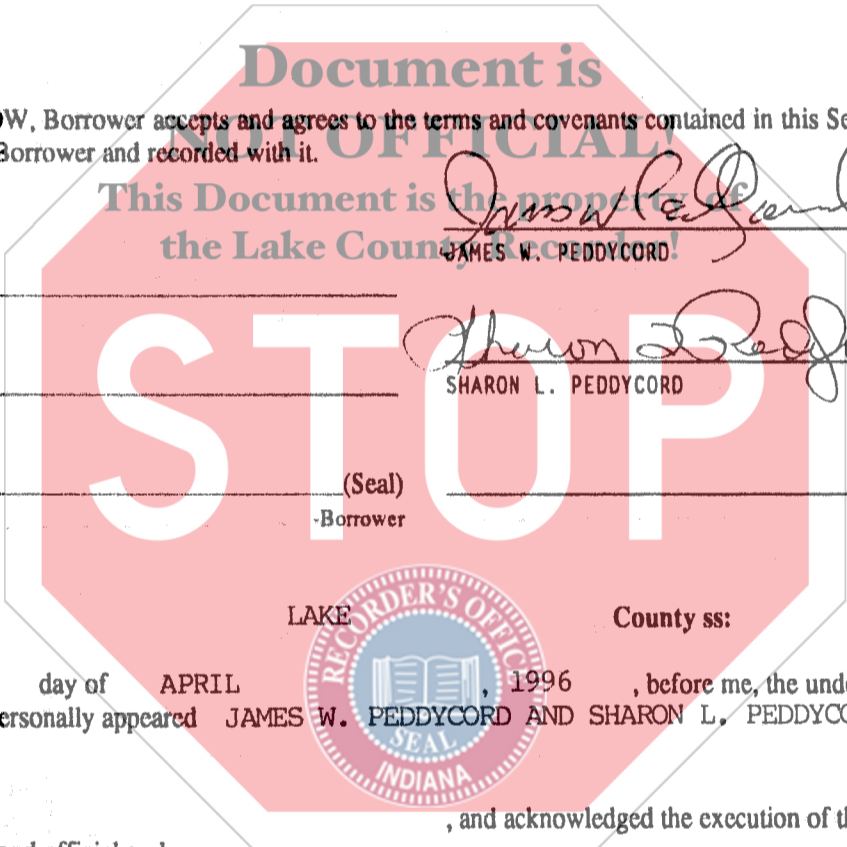 Document is
NOT OFFICIAL!
This Document is the property of
the Lake County Recorder!
OW, Borrower accepts and agrees to the terms and covenants contained in this Se
Borrower and recorded with it.
JAMES W. PEDDYCORD
SHARON L. PEDDYCORD
STOP
(Seal)
-Borrower
LAKE County ss:
day of APRIL , 1996 , before me, the unde
ersonally appeared JAMES W. PEDDYCORD AND SHARON L. PEDDYCO
RECORDER'S OFFIC
SEAL
INDIANA
, and acknowledged the execution of th